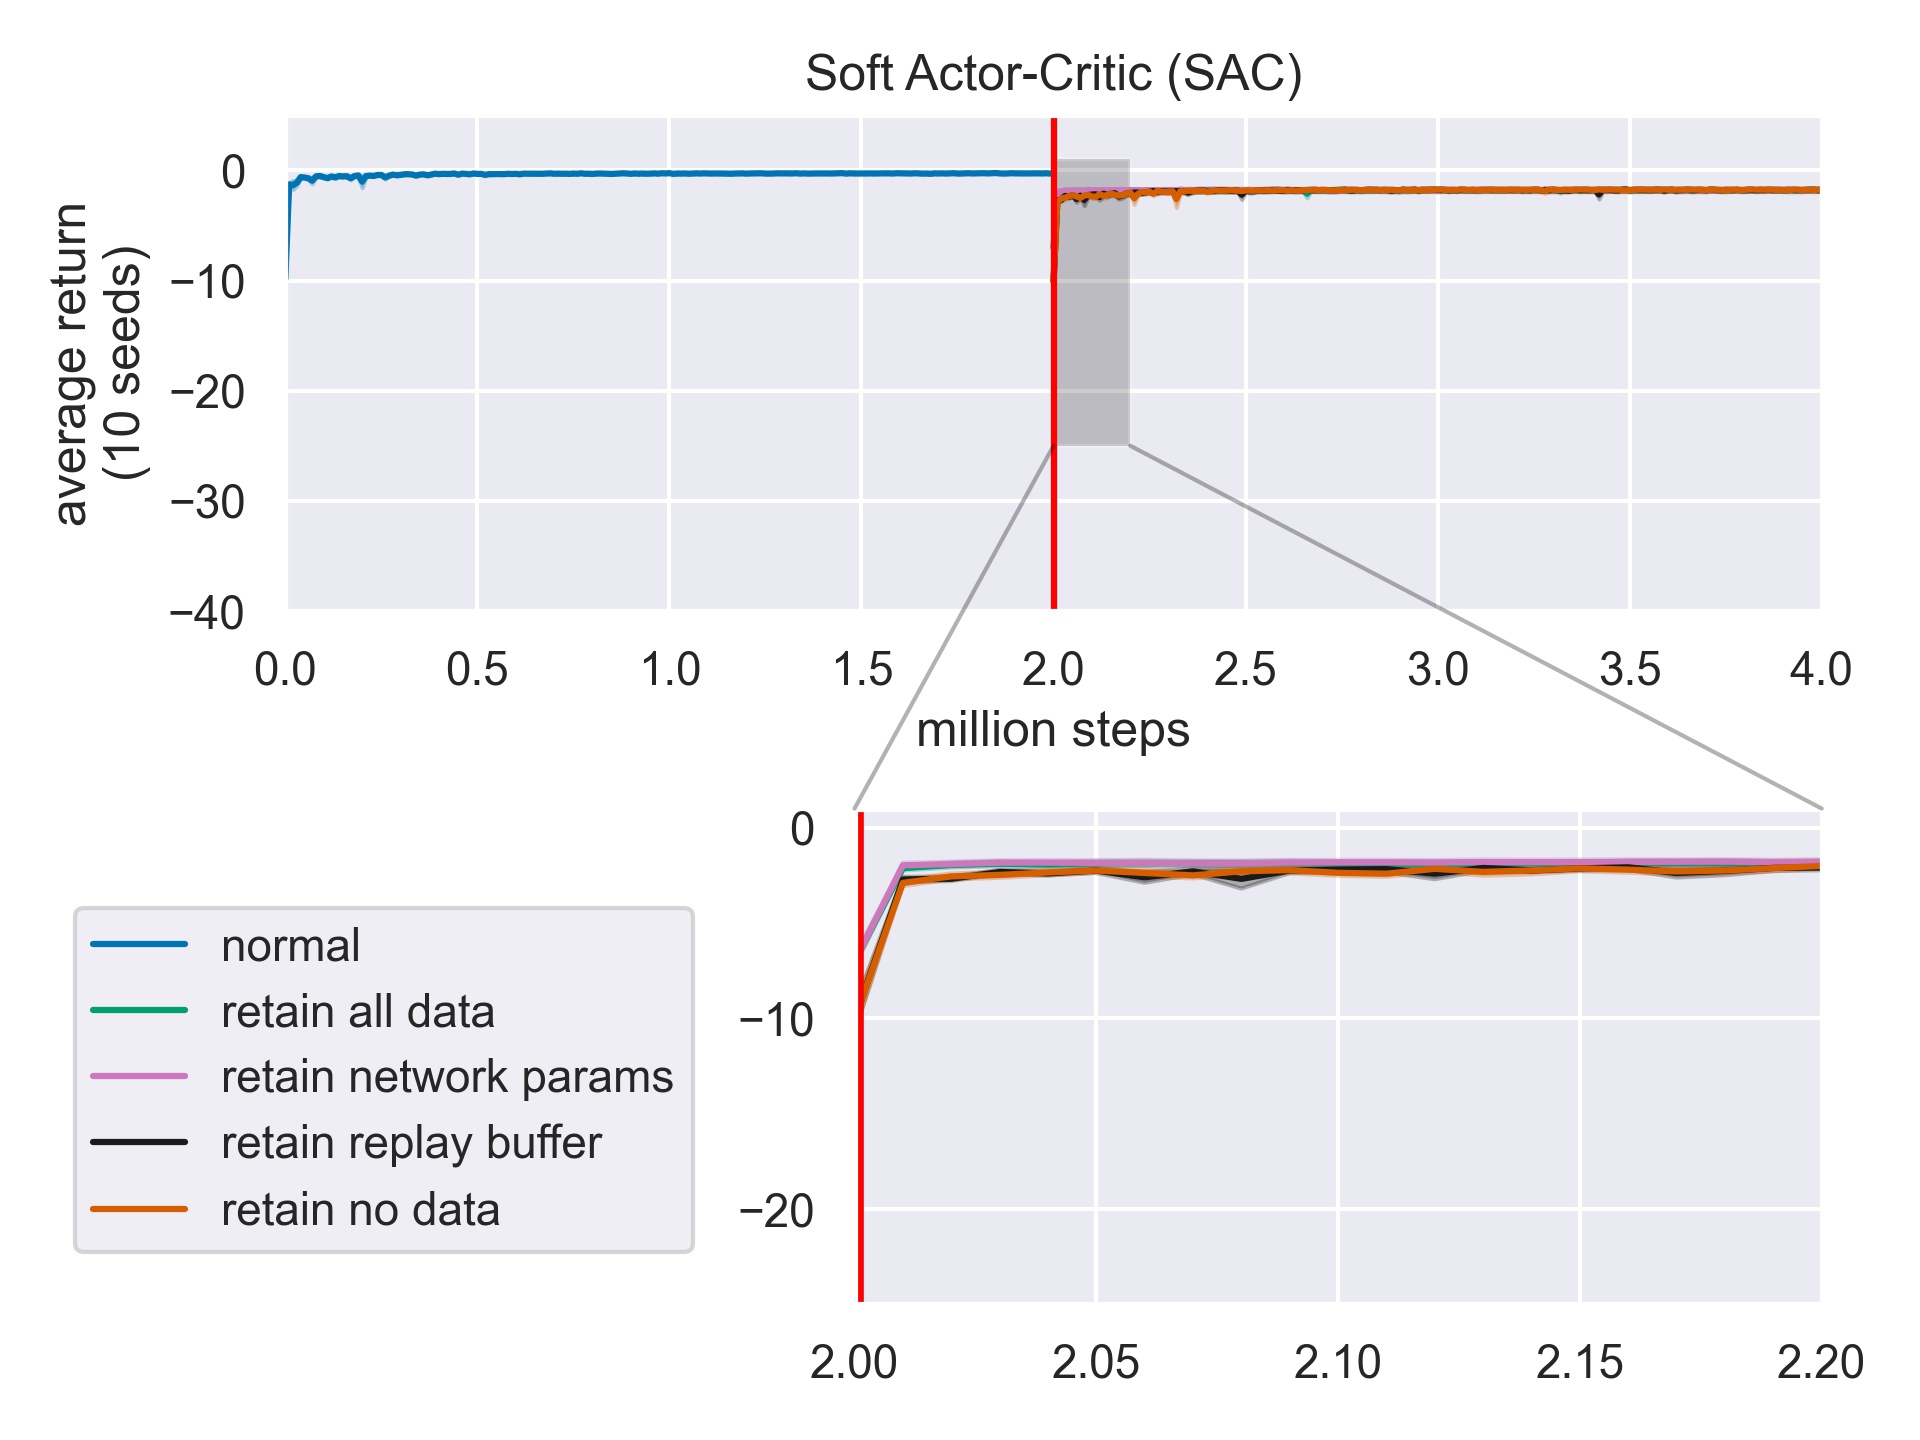 Soft Actor-Critic (SAC)
average return
(10 seeds)
0
−10
−20
−30
−40
0.0 0.5 1.0 1.5 2.0 2.5 3.0 3.5 4.0
million steps
normal
retain all data
retain network params
retain replay buffer
retain no data
0
−10
−20
2.00 2.05 2.10 2.15 2.20